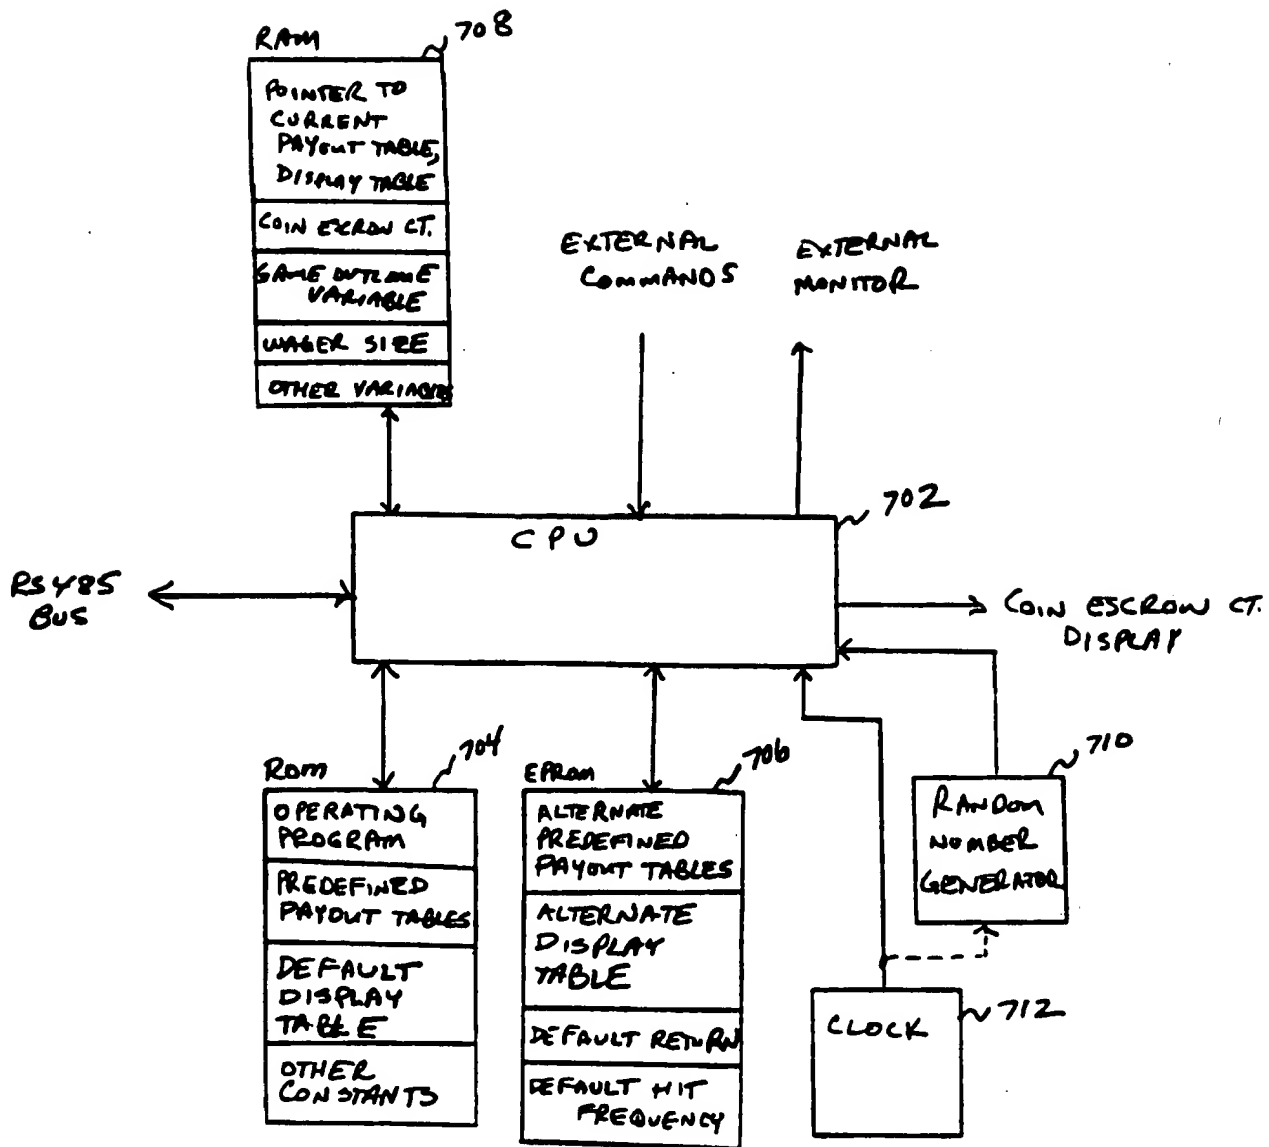 RAM
708
POINTER TO
CURRENT
PAYOUT TABLE,
DISPLAY TABLE
COIN ESCROW CT.
GAME OUTCOME
VARIABLE
WAGER SIZE
OTHER VARIABLES
EXTERNAL
COMMANDS
EXTERNAL
MONITOR
702
CPU
RS485
BUS
COIN ESCROW CT.
DISPLAY
ROM
704
OPERATING
PROGRAM
PREDEFINED
PAYOUT TABLES
DEFAULT
DISPLAY
TABLE
OTHER
CONSTANTS
EPROM
706
ALTERNATE
PREDEFINED
PAYOUT TABLES
ALTERNATE
DISPLAY
TABLE
DEFAULT RETURN
DEFAULT HIT
FREQUENCY
710
RANDOM
NUMBER
GENERATOR
CLOCK
712